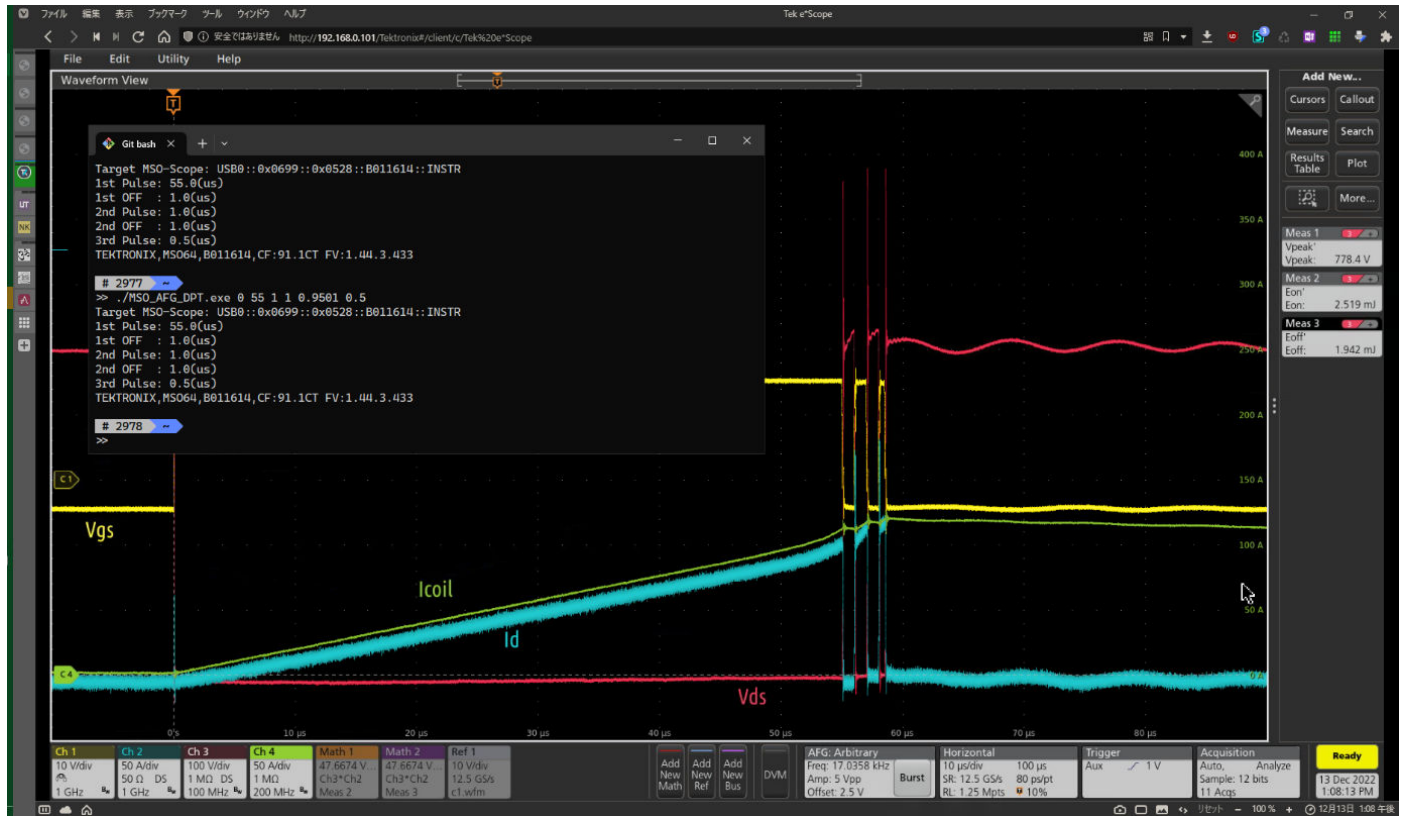 ファイル 編集 表示 ブックマーク ツール ウィンドウ ヘルプ
Tek e*Scope
安全ではありません http://192.168.0.101/Tektronix#/client/c/Tek%20e*Scope
File Edit Utility Help
Waveform View
Git bash
Target MSO-Scope: USB0::0x0699::0x0528::B011614::INSTR
1st Pulse: 55.0(us)
1st OFF : 1.0(us)
2nd Pulse: 1.0(us)
2nd OFF : 1.0(us)
3rd Pulse: 0.5(us)
TEKTRONIX,MSO64,B011614,CF:91.1CT FV:1.44.3.433
# 2977 ~
>> ./MSO_AFG_DPT.exe 0 55 1 1 0.9501 0.5
Target MSO-Scope: USB0::0x0699::0x0528::B011614::INSTR
1st Pulse: 55.0(us)
1st OFF : 1.0(us)
2nd Pulse: 1.0(us)
2nd OFF : 1.0(us)
3rd Pulse: 0.5(us)
TEKTRONIX,MSO64,B011614,CF:91.1CT FV:1.44.3.433
# 2978 ~
>>
400 A
350 A
300 A
250 A
200 A
150 A
100 A
50 A
0 A
C1
C4
Vgs
Icoil
Id
Vds
0 s 10 µs 20 µs 30 µs 40 µs 50 µs 60 µs 70 µs 80 µs
Add New...
Cursors Callout
Measure Search
Results Table Plot
More...
Meas 1
Vpeak'
Vpeak: 778.4 V
Meas 2
Eon'
Eon: 2.519 mJ
Meas 3
Eoff'
Eoff: 1.942 mJ
Ch 1
10 V/div
1 GHz
Ch 2
50 A/div
50 Ω DS
1 GHz
Ch 3
100 V/div
1 MΩ DS
100 MHz
Ch 4
50 A/div
1 MΩ
200 MHz
Math 1
47.6674 V...
Ch3*Ch2
Meas 2
Math 2
47.6674 V...
Ch3*Ch2
Meas 3
Ref 1
10 V/div
12.5 GS/s
c1.wfm
Add New Math
Add New Ref
Add New Bus
DVM
AFG: Arbitrary
Freq: 17.0358 kHz
Amp: 5 Vpp
Offset: 2.5 V
Burst
Horizontal
10 µs/div 100 µs
SR: 12.5 GS/s 80 ps/pt
RL: 1.25 Mpts 10%
Trigger
Aux 1 V
Acquisition
Auto, Analyze
Sample: 12 bits
11 Acqs
Ready
13 Dec 2022
1:08:13 PM
リセット 100 % 12月13日 1:08 午後